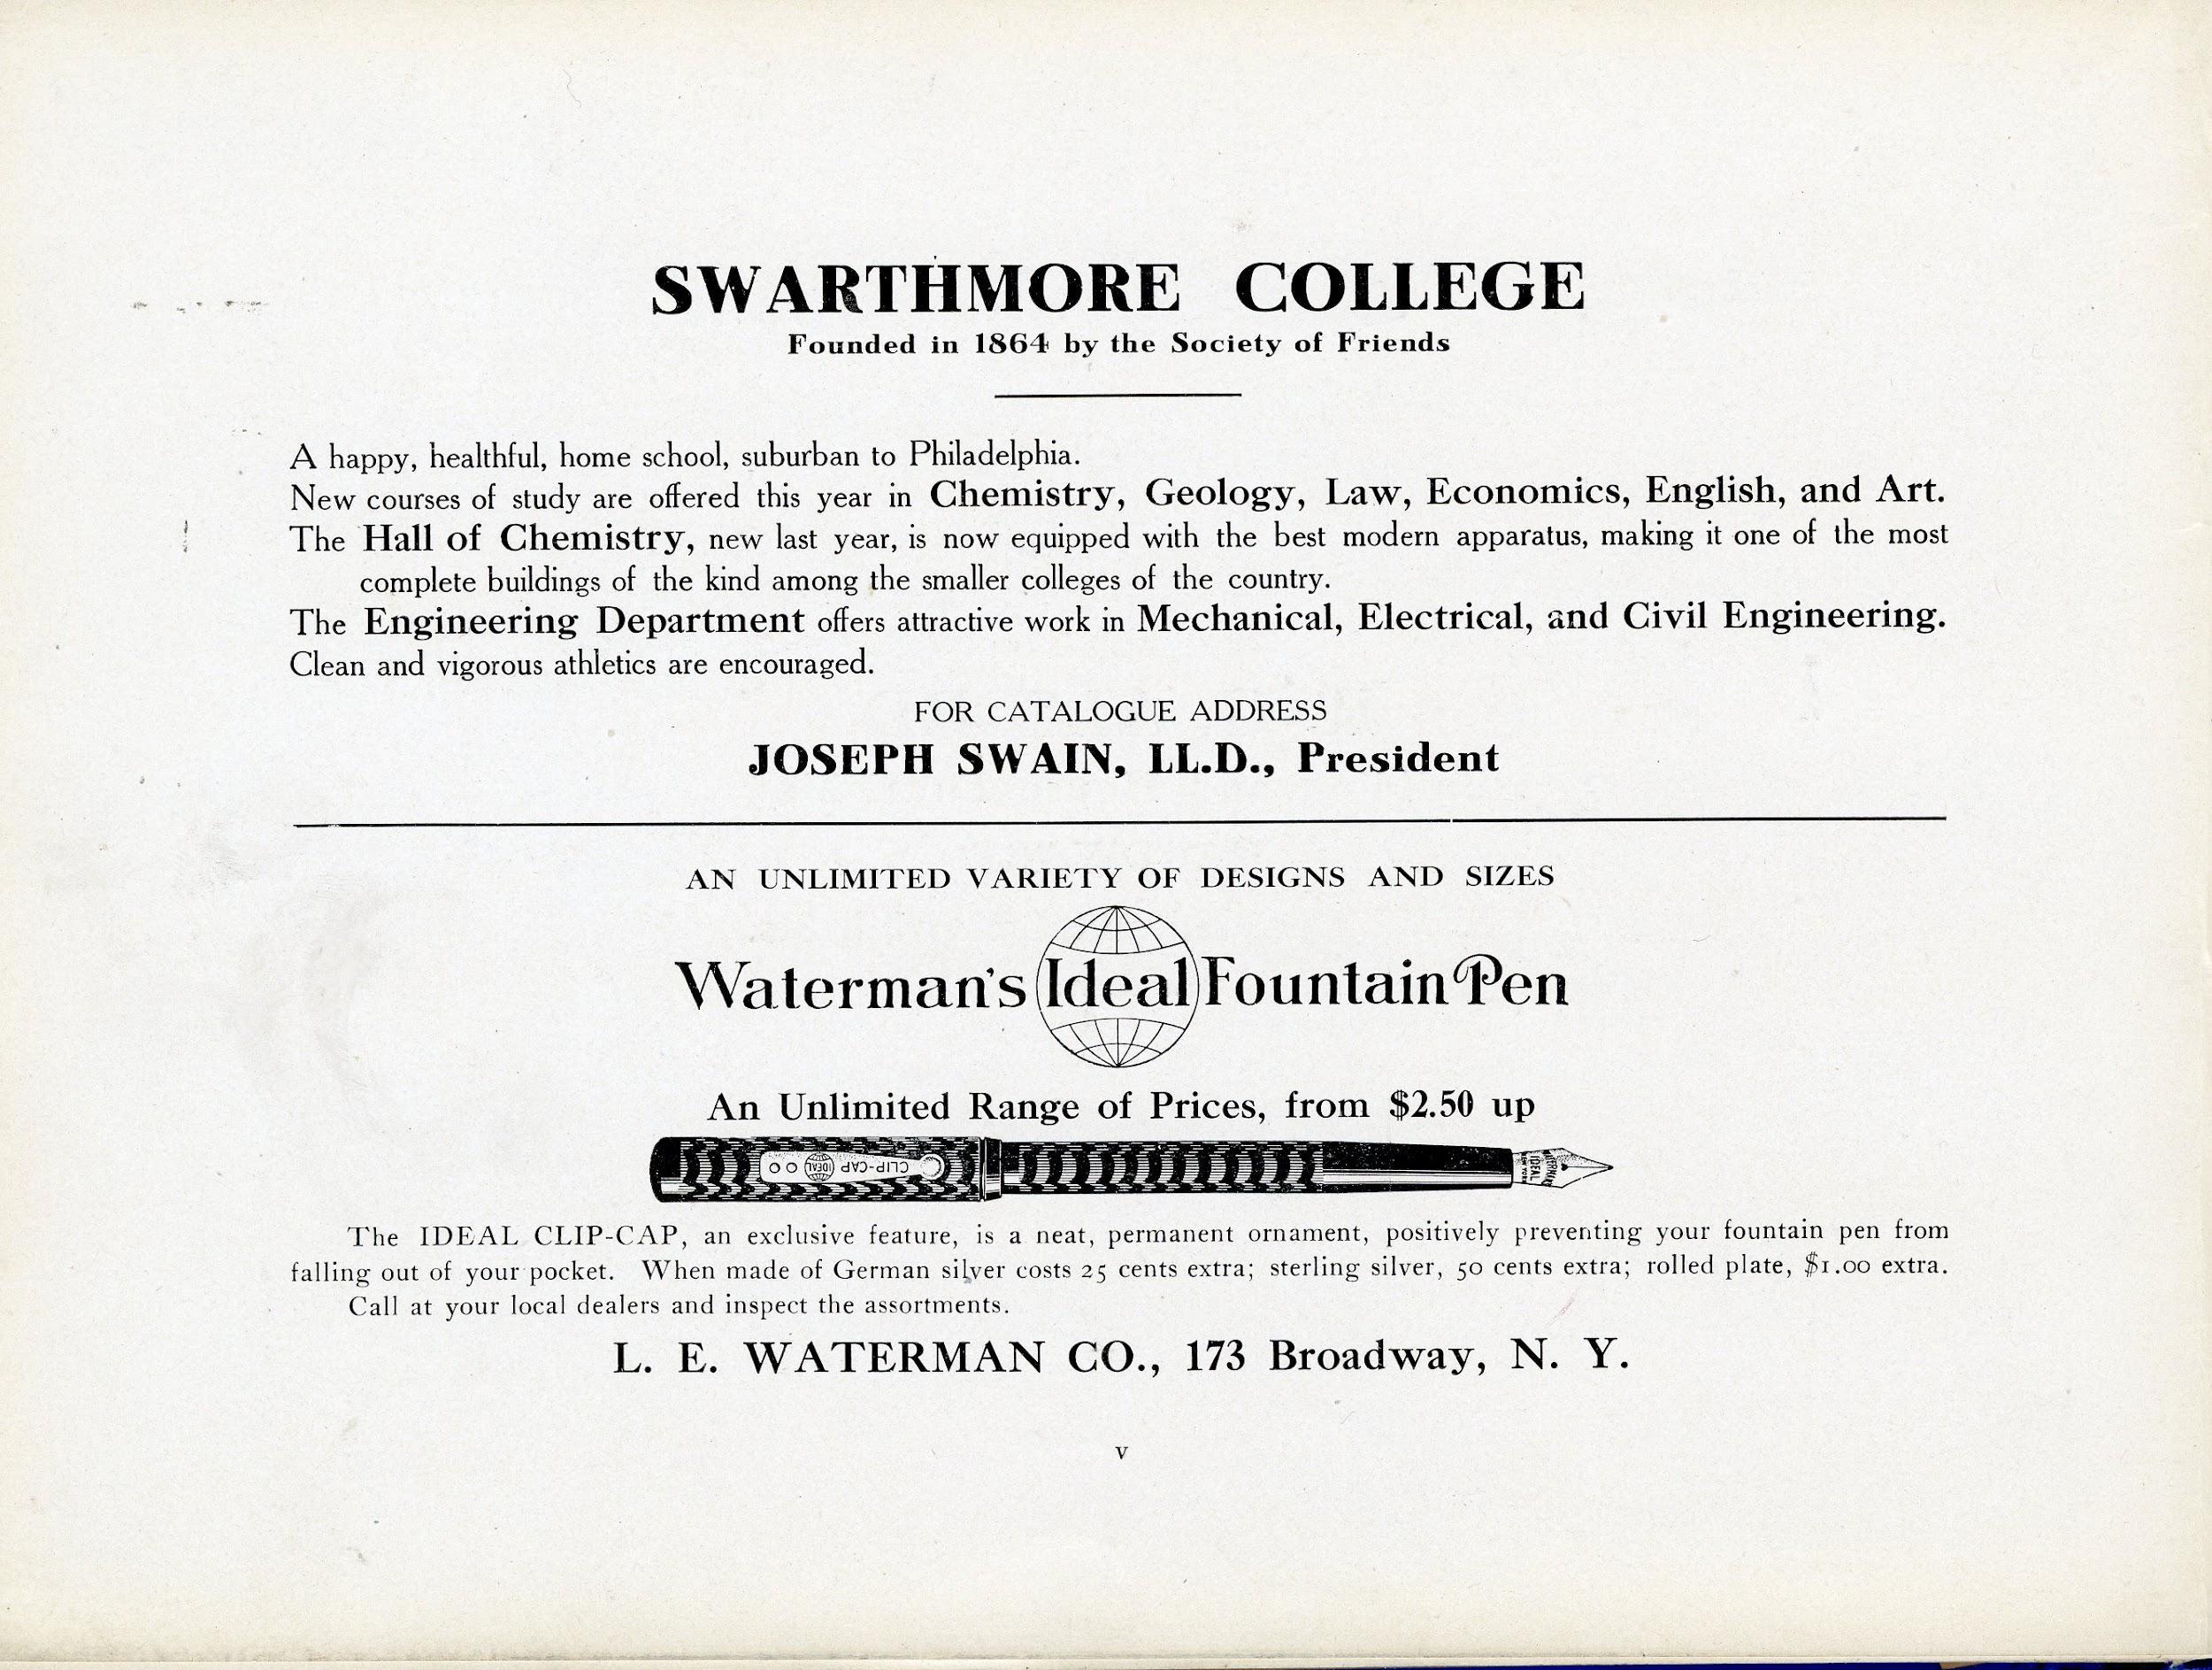 SWARTHMORE COLLEGE
Founded in 1864 by the Society of Friends
A happy, healthful, home school, suburban to Philadelphia.
New courses of study are offered this year in Chemistry, Geology, Law, Economics, English, and Art.
The Hall of Chemistry, new last year, is now equipped with the best modern apparatus, making it one of the most
complete buildings of the kind among the smaller colleges of the country.
The Engineering Department offers attractive work in Mechanical, Electrical, and Civil Engineering.
Clean and vigorous athletics are encouraged.
FOR CATALOGUE ADDRESS
JOSEPH SWAIN, LL.D., President
AN UNLIMITED VARIETY OF DESIGNS AND SIZES
Waterman's Ideal Fountain Pen
An Unlimited Range of Prices, from $2.50 up
CLIP-CAP IDEAL
IDEAL
The IDEAL CLIP-CAP, an exclusive feature, is a neat, permanent ornament, positively preventing your fountain pen from
falling out of your pocket. When made of German silver costs 25 cents extra; sterling silver, 50 cents extra; rolled plate, $1.00 extra.
Call at your local dealers and inspect the assortments.
L. E. WATERMAN CO., 173 Broadway, N. Y.
v